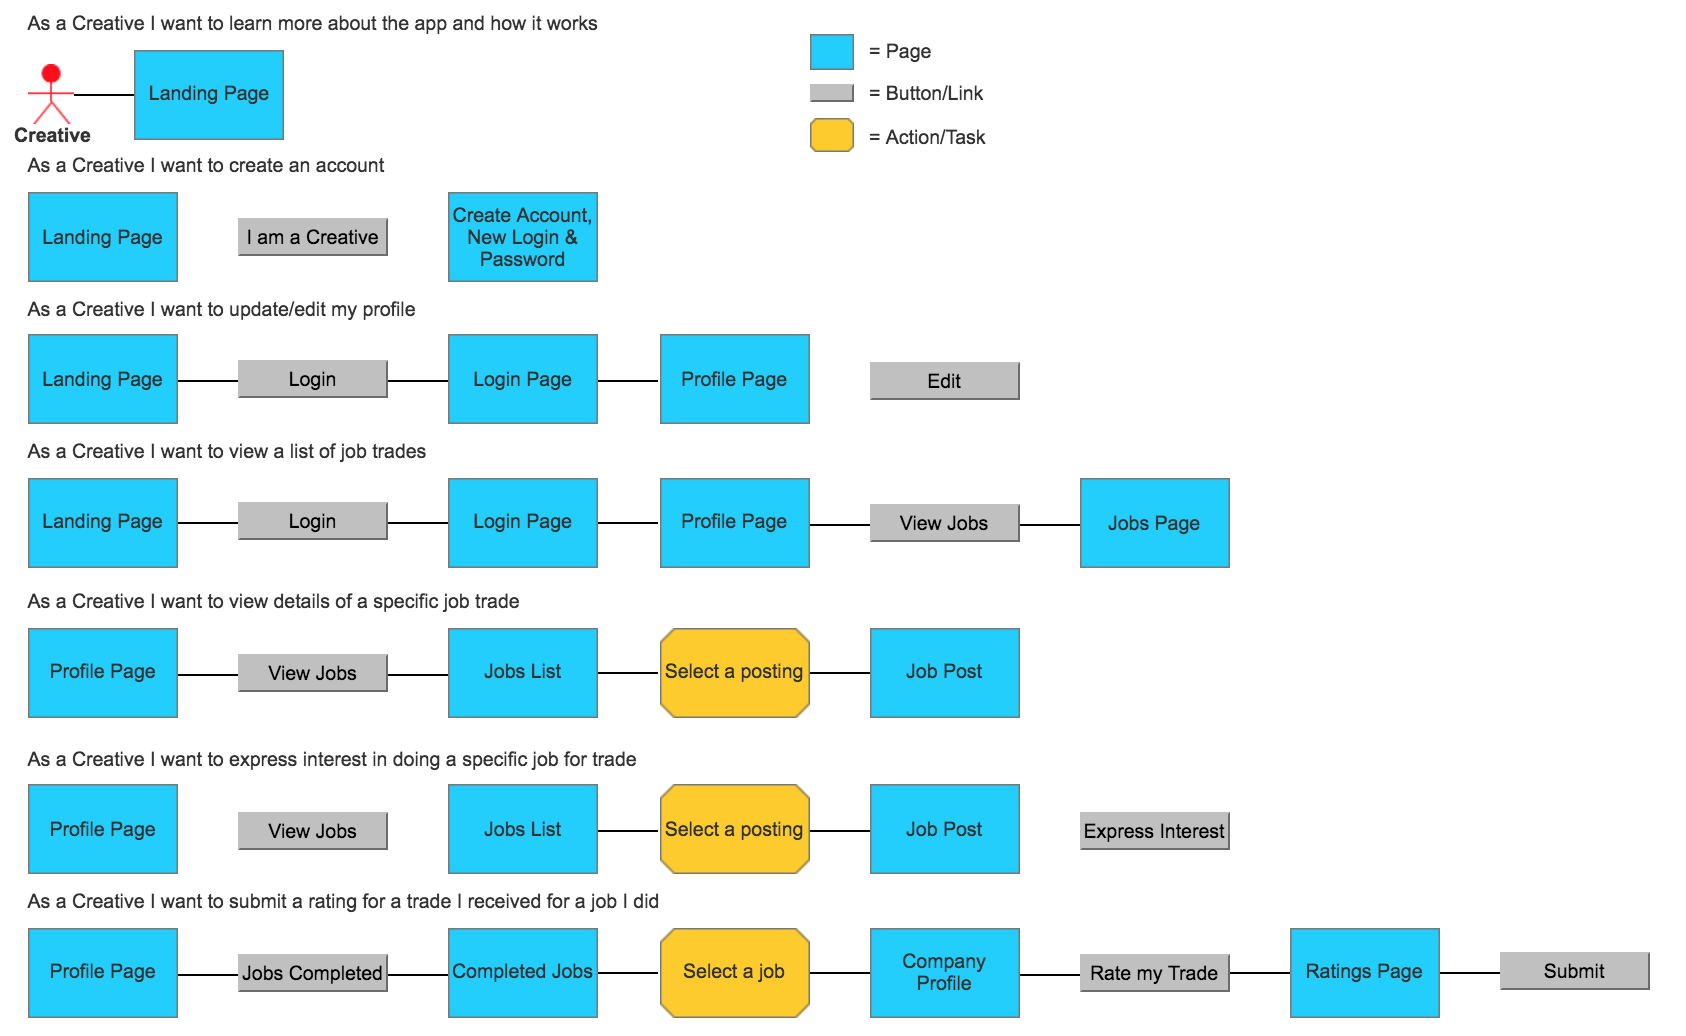 As a Creative I want to learn more about the app and how it works
= Page
Landing Page
= Button/Link
Creative
= Action/Task
As a Creative I want to create an account
Landing Page
I am a Creative
Create Account,
New Login &
Password
As a Creative I want to update/edit my profile
Landing Page
Login
Login Page
Profile Page
Edit
As a Creative I want to view a list of job trades
Landing Page
Login
Login Page
Profile Page
View Jobs
Jobs Page
As a Creative I want to view details of a specific job trade
Profile Page
View Jobs
Jobs List
Select a posting
Job Post
As a Creative I want to express interest in doing a specific job for trade
Profile Page
View Jobs
Jobs List
Select a posting
Job Post
Express Interest
As a Creative I want to submit a rating for a trade I received for a job I did
Profile Page
Jobs Completed
Completed Jobs
Select a job
Company
Profile
Rate my Trade
Ratings Page
Submit